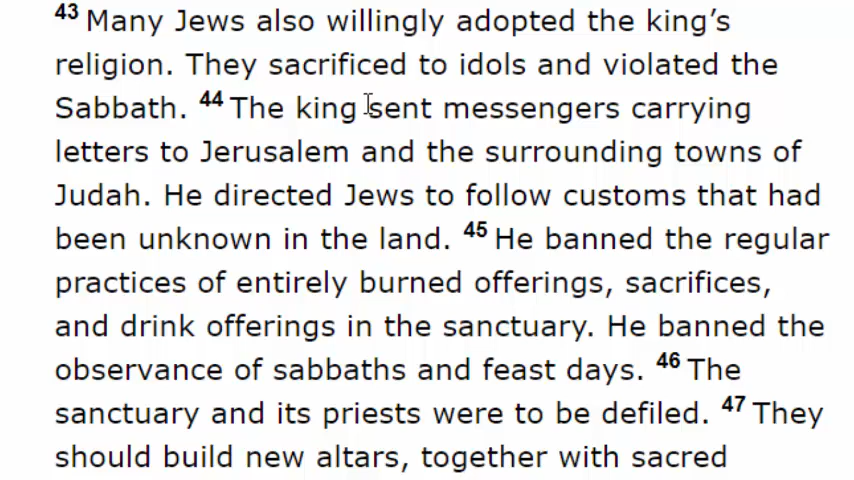 43 Many Jews also willingly adopted the king’s
religion. They sacrificed to idols and violated the
Sabbath. 44 The king sent messengers carrying
letters to Jerusalem and the surrounding towns of
Judah. He directed Jews to follow customs that had
been unknown in the land. 45 He banned the regular
practices of entirely burned offerings, sacrifices,
and drink offerings in the sanctuary. He banned the
observance of sabbaths and feast days. 46 The
sanctuary and its priests were to be defiled. 47 They
should build new altars, together with sacred